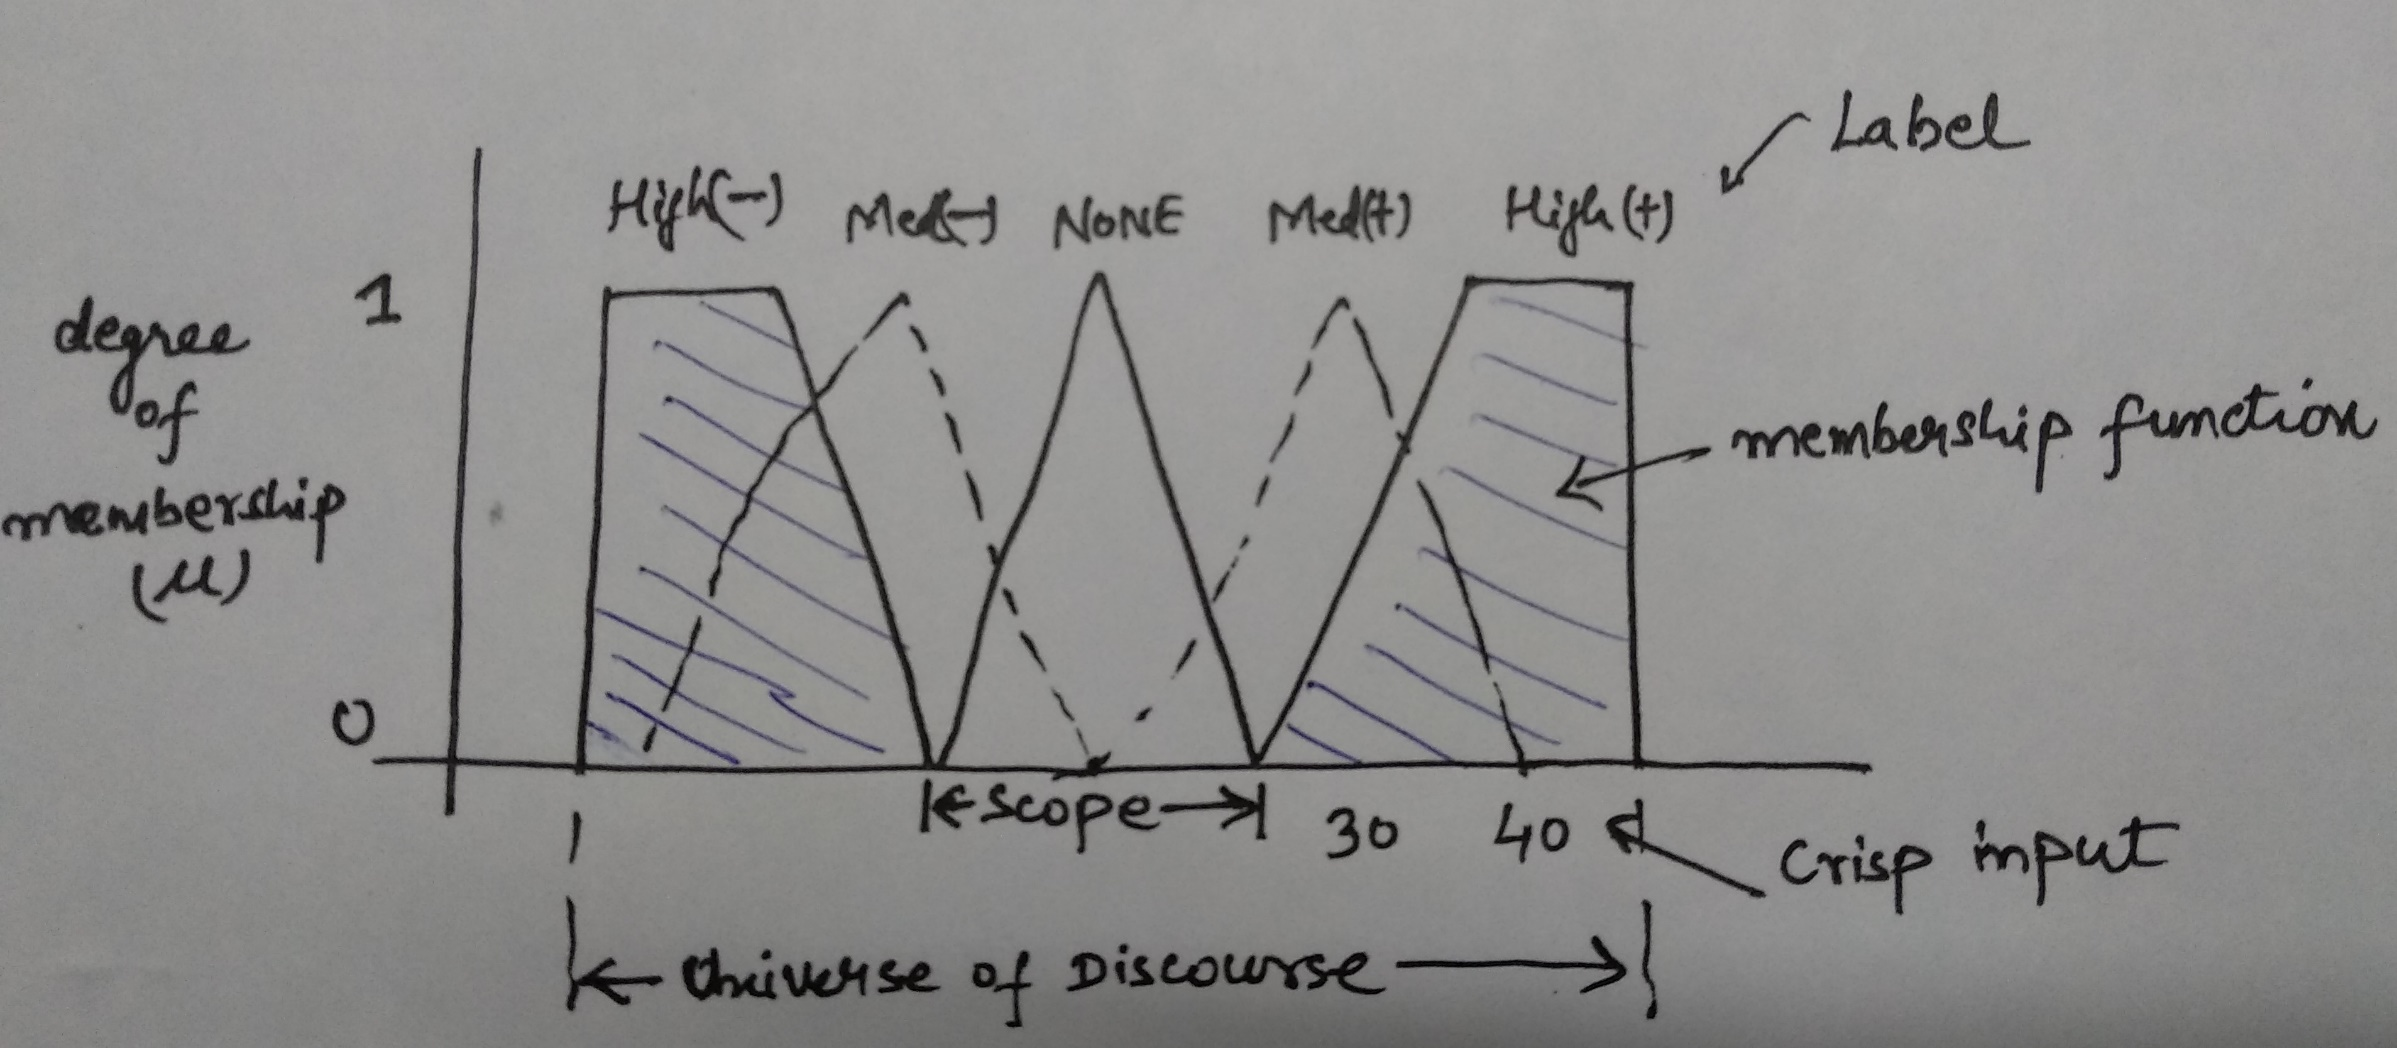 Label
High(-) Med(-) NONE Med(+) High(+)
1
degree
of
membership
(μ)
membership function
0
scope
30 40
Crisp input
Universe of Discourse